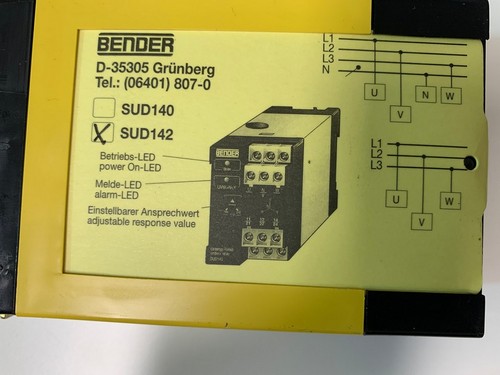 BENDER
D-35305 Grünberg
Tel.: (06401) 807-0
SUD140
SUD142
Betriebs-LED
power On-LED
Melde-LED
alarm-LED
Einstellbarer Ansprechwert
adjustable response value
BENDER
L1
L2
L3
N
U
V
N
W
L1
L2
L3
U
V
W